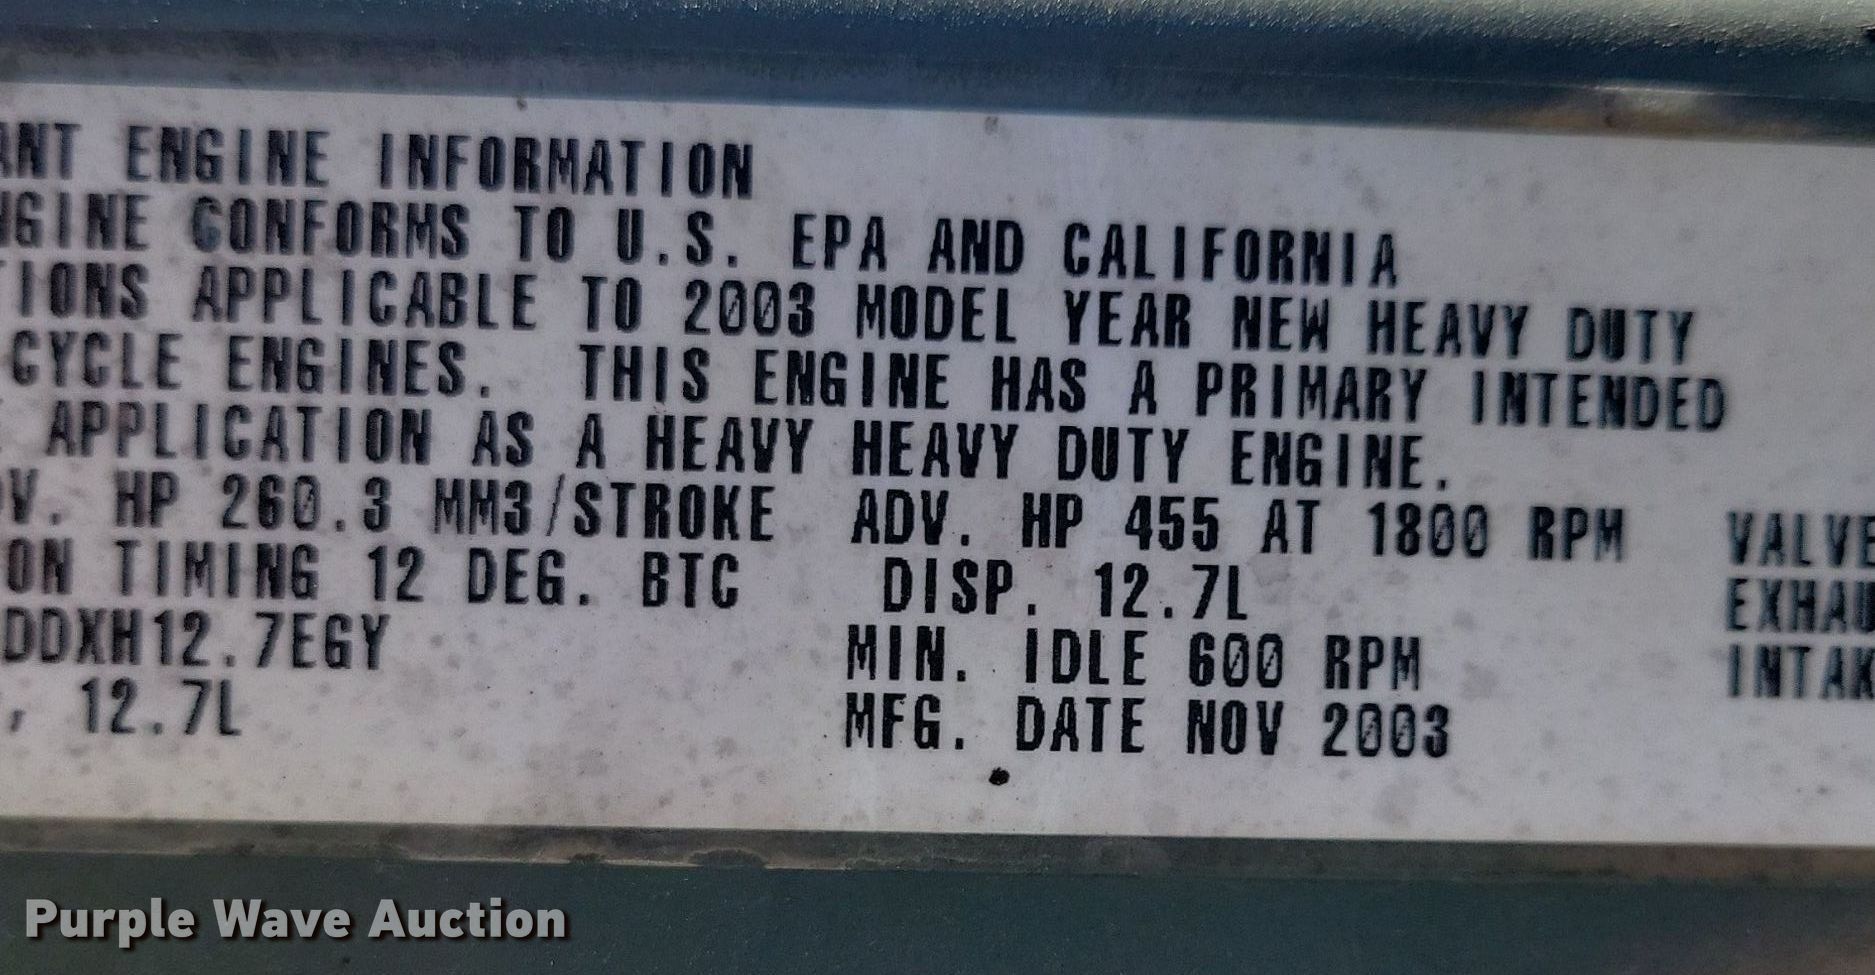 ANT ENGINE INFORMATION
NGINE CONFORMS TO U.S. EPA AND CALIFORNIA
TIONS APPLICABLE TO 2003 MODEL YEAR NEW HEAVY DUTY
CYCLE ENGINES. THIS ENGINE HAS A PRIMARY INTENDED
APPLICATION AS A HEAVY HEAVY DUTY ENGINE.
V. HP 260.3 MM3/STROKE ADV. HP 455 AT 1800 RPM VALVE
ON TIMING 12 DEG. BTC DISP. 12.7L EXHAU
DDXH12.7EGY MIN. IDLE 600 RPM INTAK
, 12.7L MFG. DATE NOV 2003
Purple Wave Auction